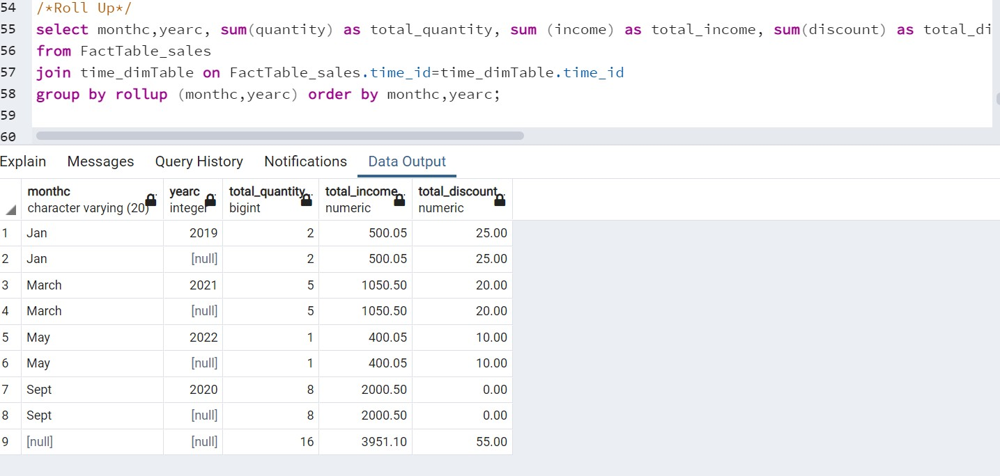 54 /*Roll Up*/
55 select monthc,yearc, sum(quantity) as total_quantity, sum (income) as total_income, sum(discount) as total_di
56 from FactTable_sales
57 join time_dimTable on FactTable_sales.time_id=time_dimTable.time_id
58 group by rollup (monthc,yearc) order by monthc,yearc;
59
60
Explain Messages Query History Notifications Data Output
monthc yearc total_quantity total_income total_discount
character varying (20) integer bigint numeric numeric
1 Jan 2019 2 500.05 25.00
2 Jan [null] 2 500.05 25.00
3 March 2021 5 1050.50 20.00
4 March [null] 5 1050.50 20.00
5 May 2022 1 400.05 10.00
6 May [null] 1 400.05 10.00
7 Sept 2020 8 2000.50 0.00
8 Sept [null] 8 2000.50 0.00
9 [null] [null] 16 3951.10 55.00